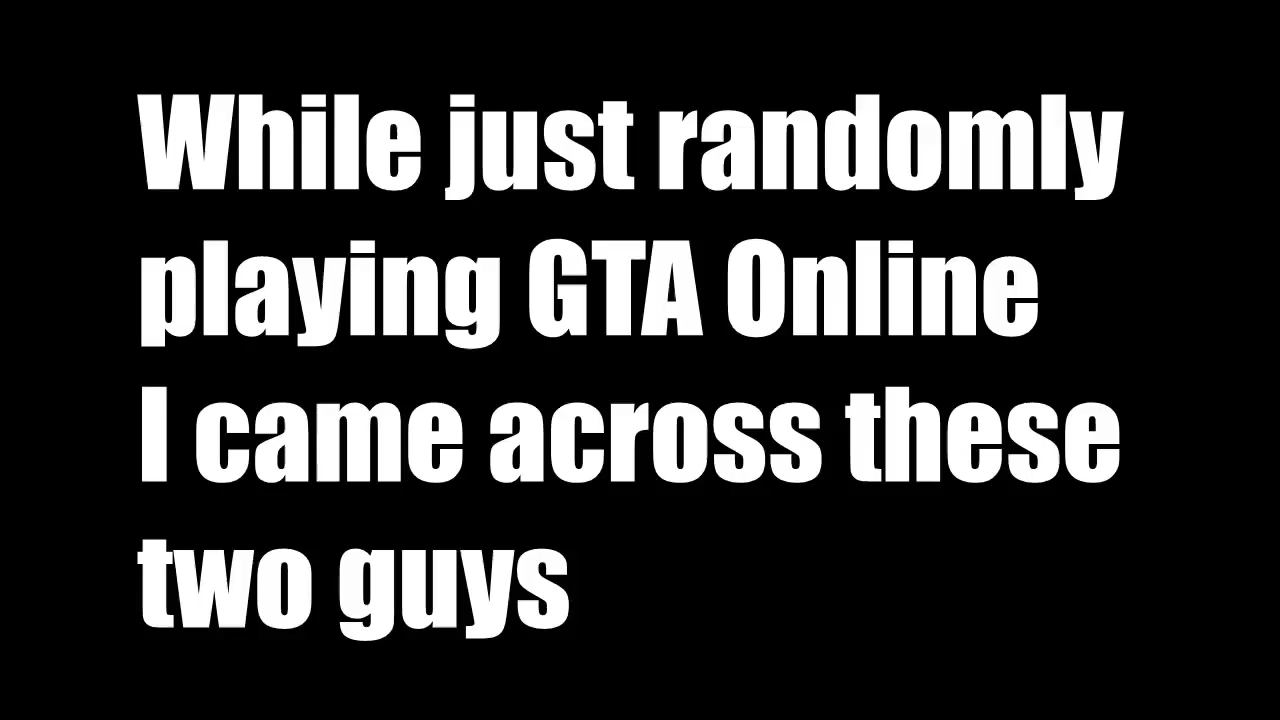 While just randomly
playing GTA Online
I came across these
two guys